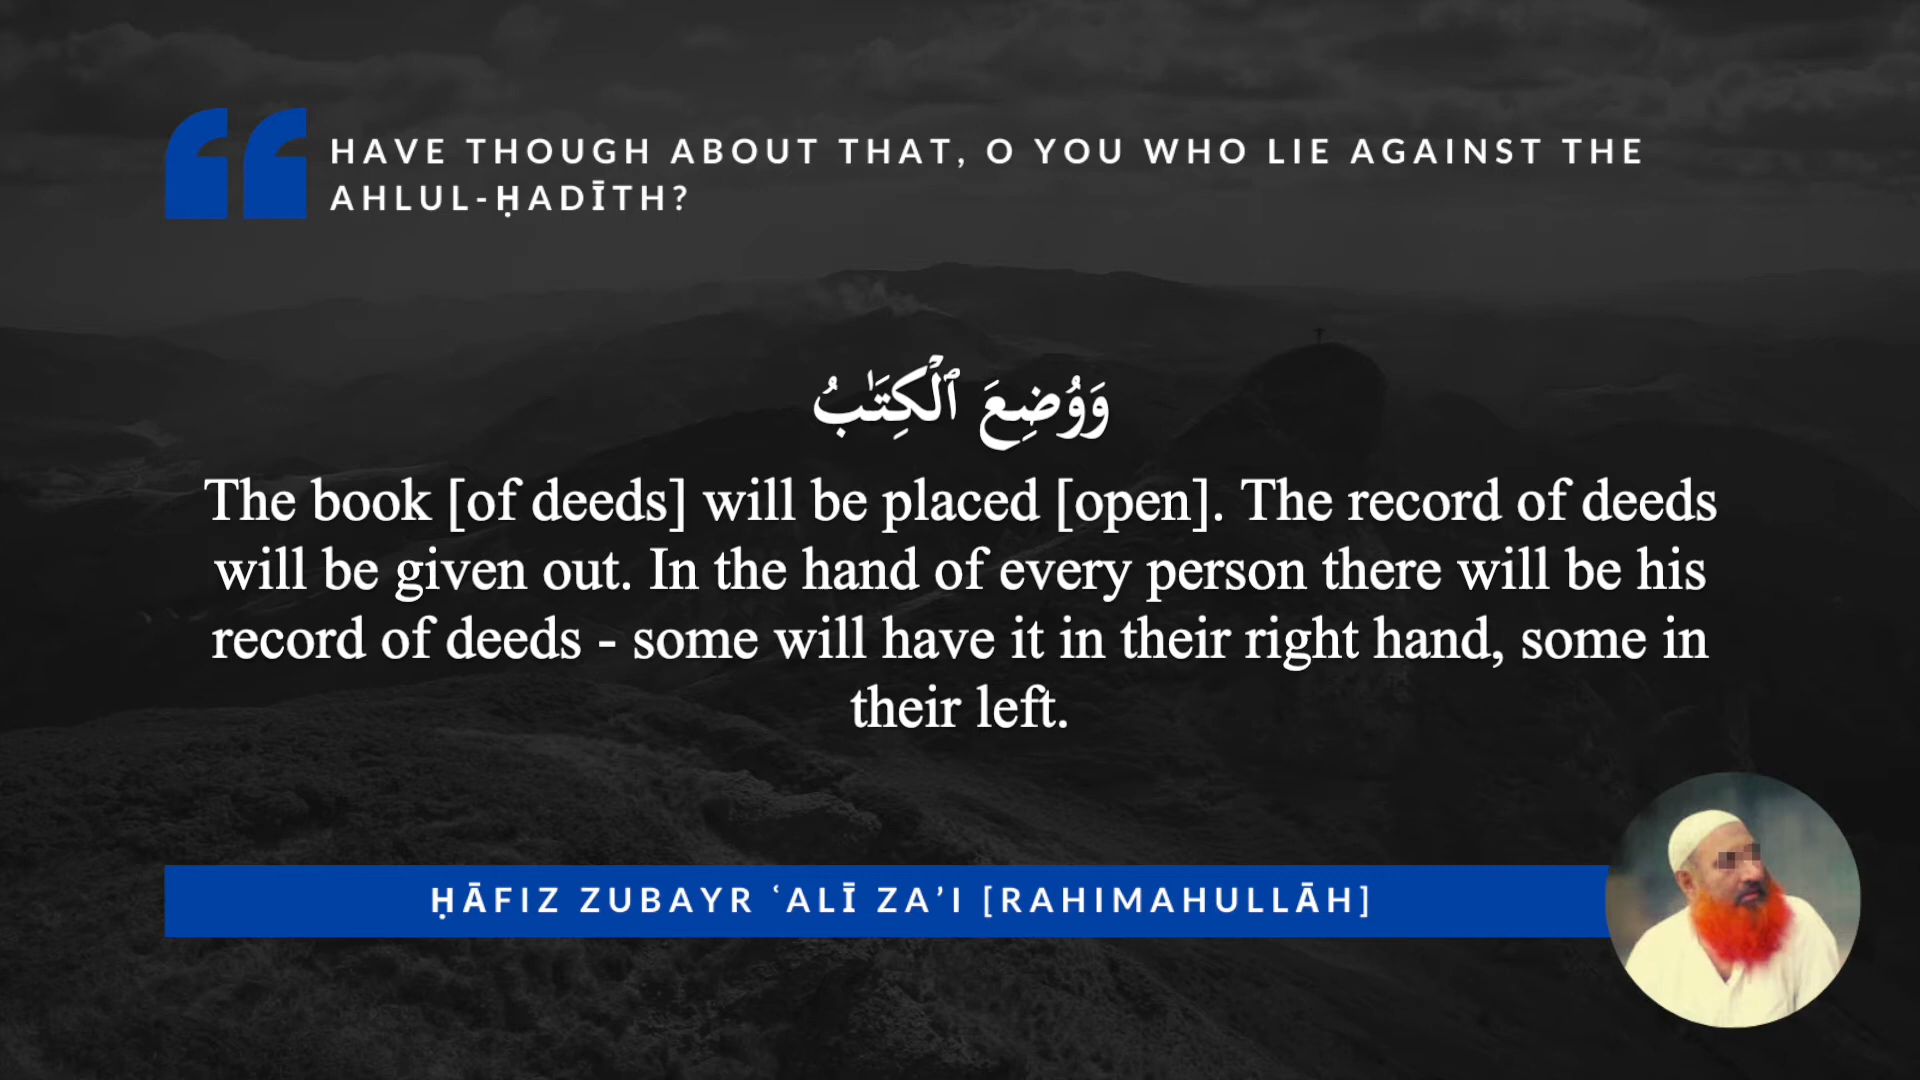 HAVE THOUGH ABOUT THAT, O YOU WHO LIE AGAINST THE
AHLUL-ḤADĪTH?
وَوُضِعَ ٱلْكِتَـٰبُ
The book [of deeds] will be placed [open]. The record of deeds
will be given out. In the hand of every person there will be his
record of deeds - some will have it in their right hand, some in
their left.
ḤĀFIZ ZUBAYR ʿALĪ ZA’I [RAHIMAHULLĀH]